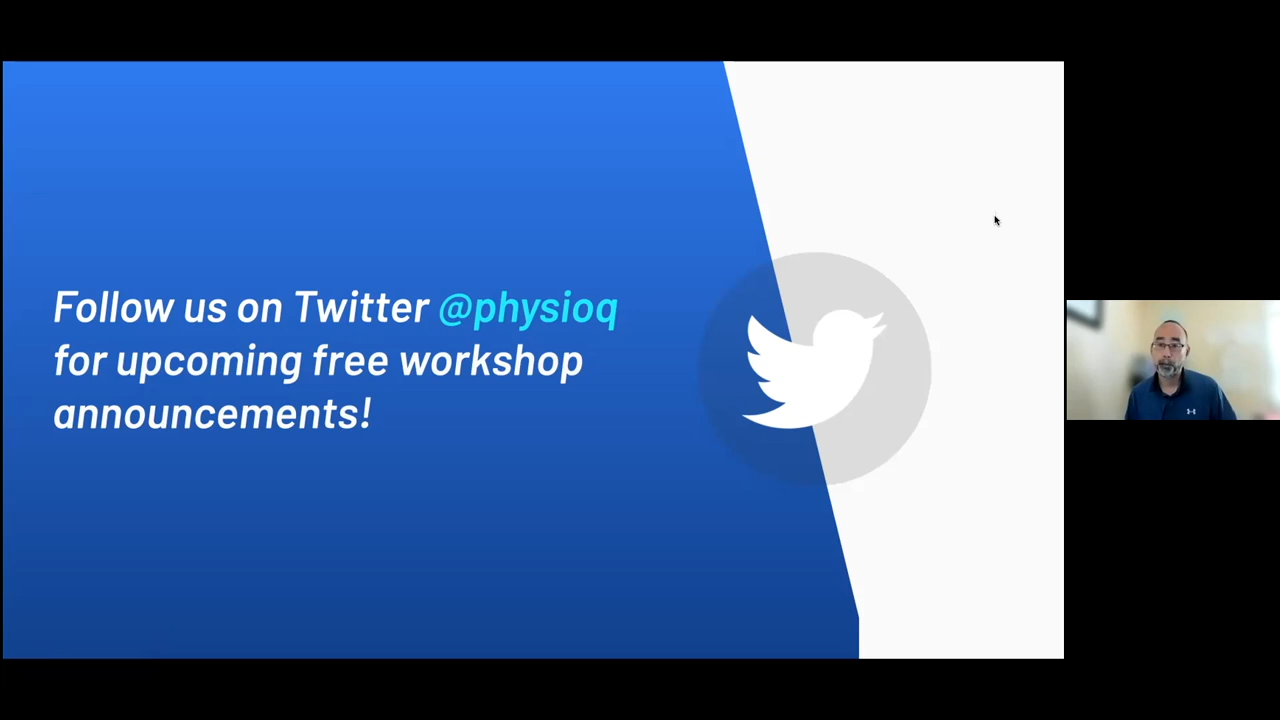 Follow us on Twitter @physioq
for upcoming free workshop
announcements!